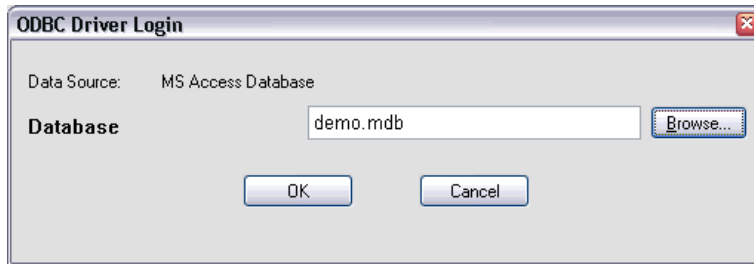 ODBC Driver Login
Data Source: MS Access Database
Database demo.mdb Browse...
OK Cancel